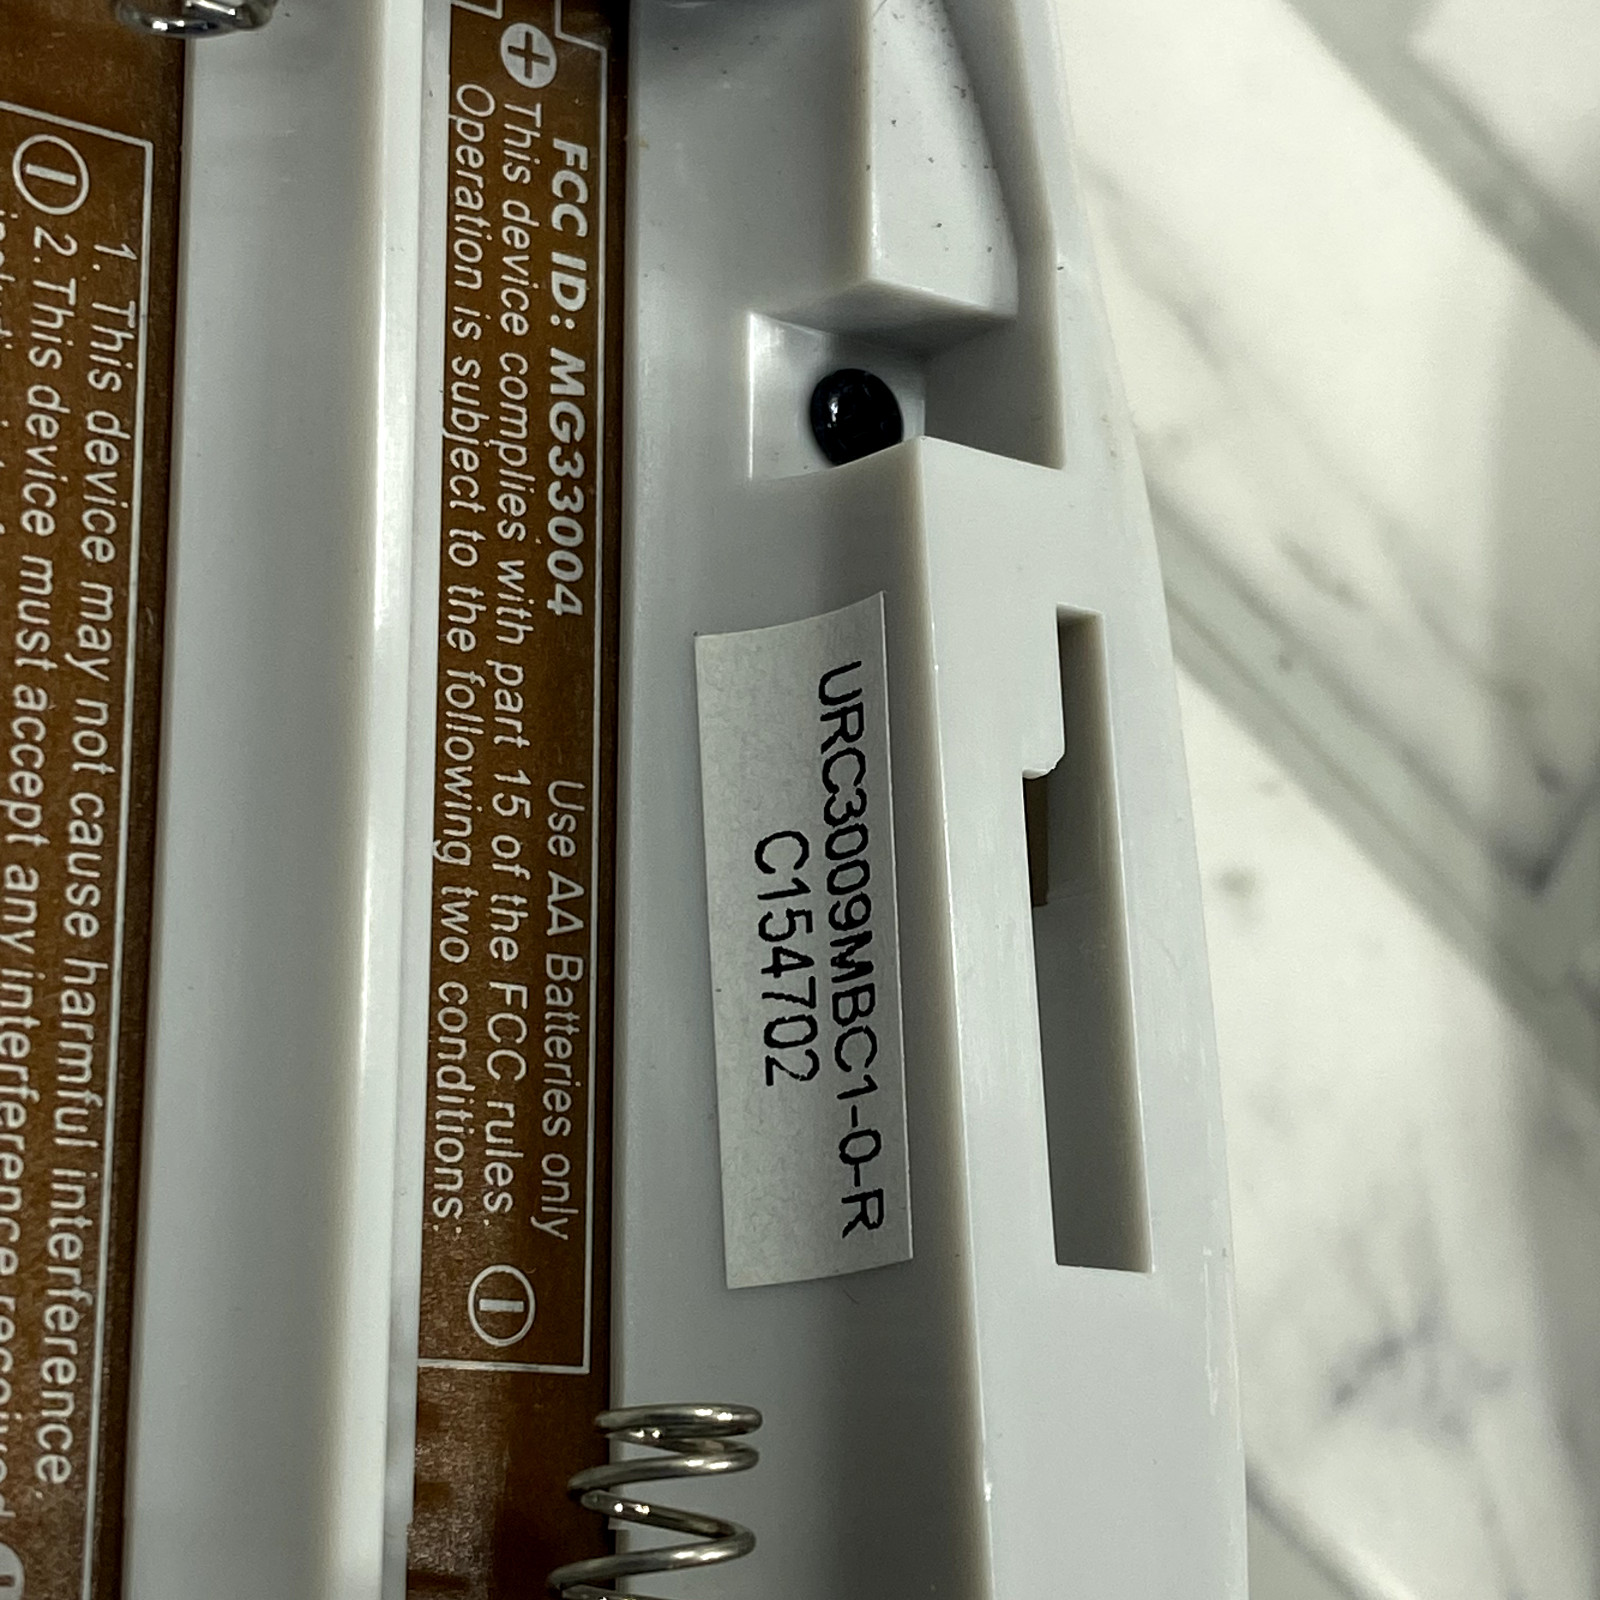 URC3009MBC1-0-R
C154702
FCC ID: MG33004 Use AA Batteries only
This device complies with part 15 of the FCC rules.
Operation is subject to the following two conditions:
1. This device may not cause harmful interference
2. This device must accept any interference received